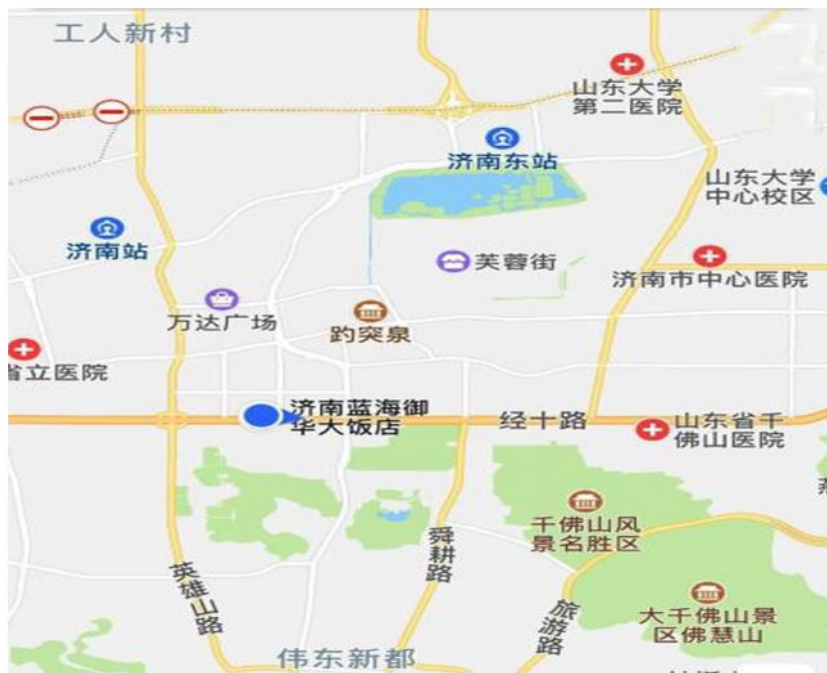 工人新村
山东大学
第二医院
济南东站
山东大学
中心校区
济南站
芙蓉街
济南市中心医院
万达广场
趵突泉
省立医院
济南蓝海御
华大饭店
经十路
山东省千
佛山医院
千佛山风
景名胜区
舜耕路
英雄山路
旅游路
大千佛山景
区佛慧山
伟东新都